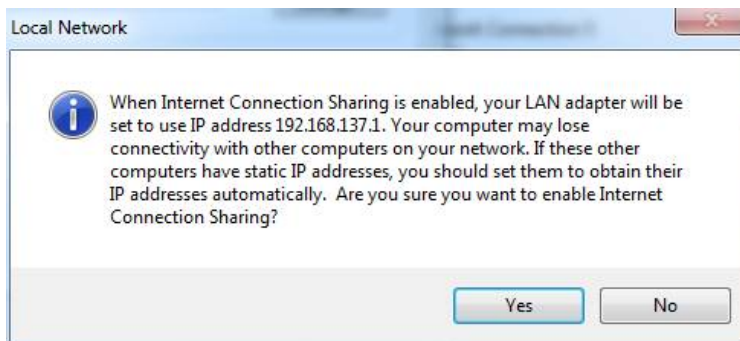 Local Network
When Internet Connection Sharing is enabled, your LAN adapter will be
set to use IP address 192.168.137.1. Your computer may lose
connectivity with other computers on your network. If these other
computers have static IP addresses, you should set them to obtain their
IP addresses automatically.  Are you sure you want to enable Internet
Connection Sharing?
Yes
No